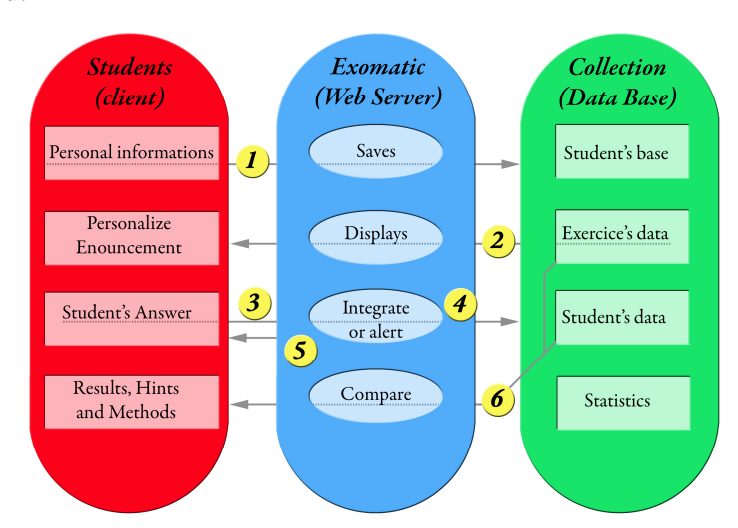 Students
(client)
Exomatic
(Web Server)
Collection
(Data Base)
Personal informations
1
Saves
Student's base
Personalize
Enouncement
Displays
2
Exercice's data
Student's Answer
3
Integrate
or alert
4
Student's data
5
Results, Hints
and Methods
Compare
6
Statistics